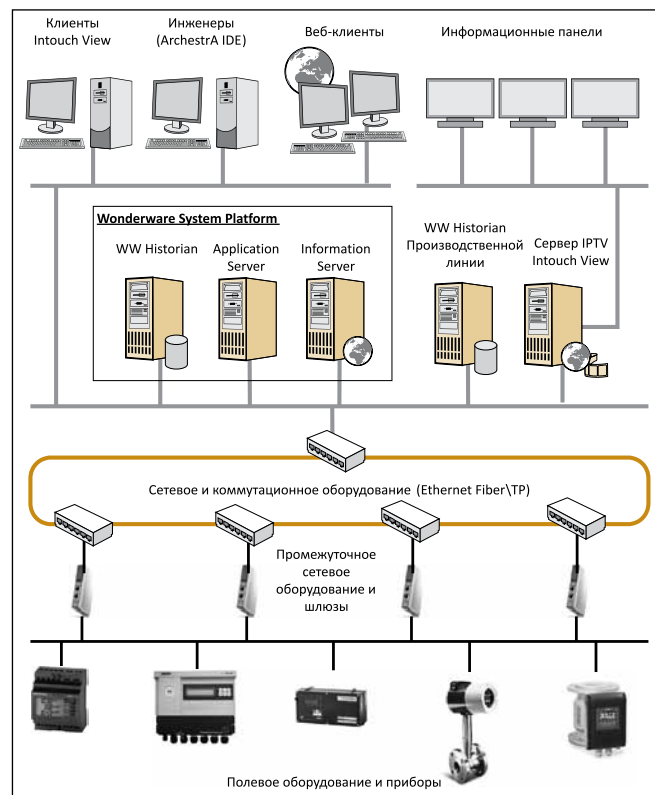 Клиенты
Intouch View
Инженеры
(ArchestrA IDE)
Веб-клиенты
Информационные панели
Wonderware System Platform
WW Historian
Application
Server
Information
Server
WW Historian
Производственной
линии
Сервер IPTV
Intouch View
Сетевое и коммутационное оборудование (Ethernet Fiber\TP)
Промежуточное
сетевое
оборудование и
шлюзы
Полевое оборудование и приборы